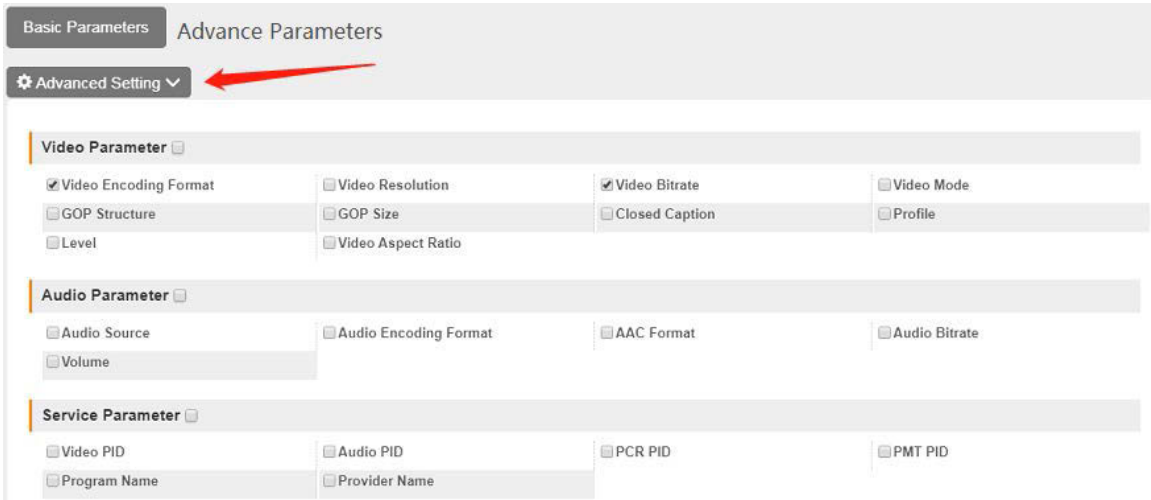 Basic Parameters Advance Parameters
Advanced Setting
Video Parameter
Video Encoding Format Video Resolution Video Bitrate Video Mode
GOP Structure GOP Size Closed Caption Profile
Level Video Aspect Ratio
Audio Parameter
Audio Source Audio Encoding Format AAC Format Audio Bitrate
Volume
Service Parameter
Video PID Audio PID PCR PID PMT PID
Program Name Provider Name